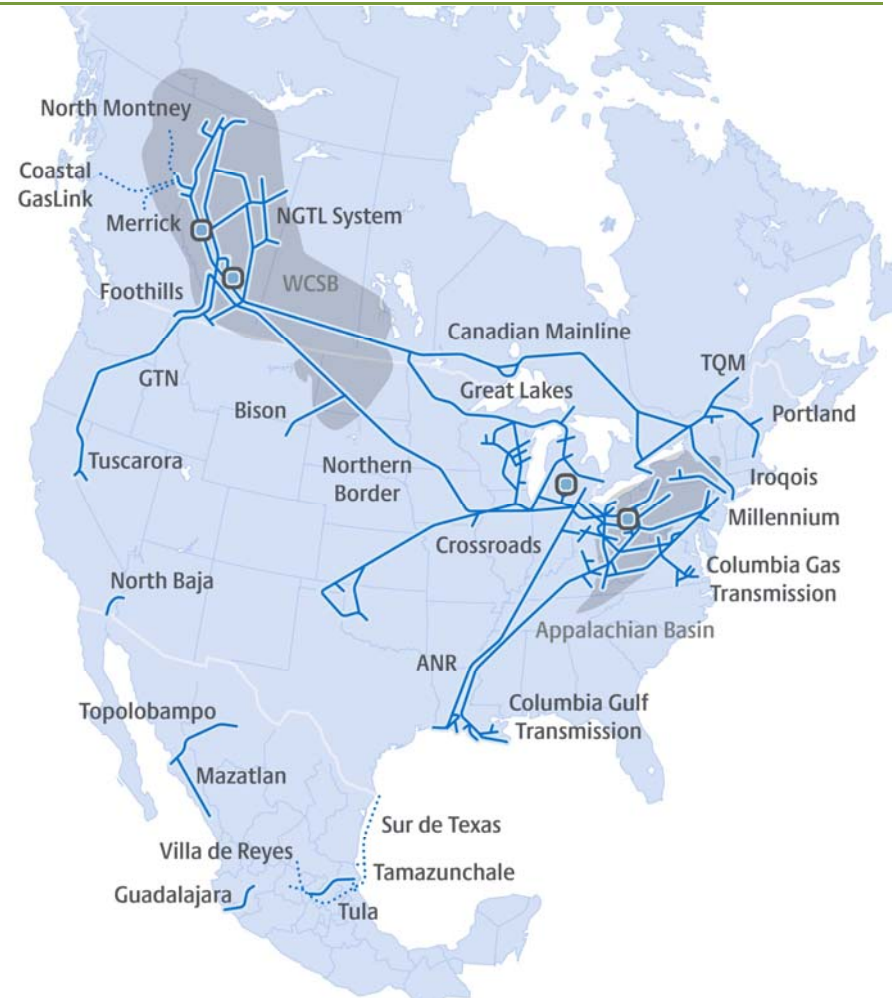 North Montney
Coastal
GasLink
Merrick
NGTL System
Foothills
WCSB
Canadian Mainline
GTN
Great Lakes
TQM
Bison
Portland
Tuscarora
Northern
Border
Iroqois
Millennium
Crossroads
Columbia Gas
Transmission
North Baja
Appalachian Basin
ANR
Columbia Gulf
Transmission
Topolobampo
Mazatlan
Sur de Texas
Villa de Reyes
Tamazunchale
Guadalajara
Tula